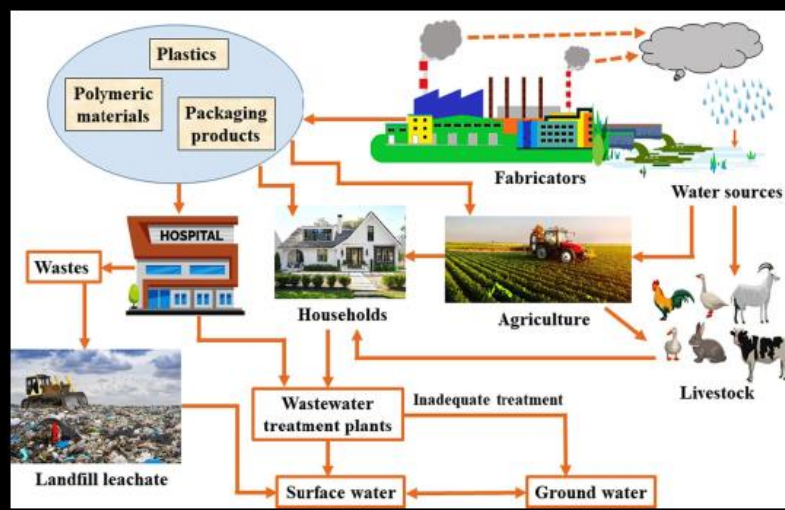 Plastics
Polymeric
materials
Packaging
products
Fabricators
Water sources
HOSPITAL
Wastes
Households
Agriculture
Livestock
Landfill leachate
Wastewater
treatment plants
Inadequate treatment
Surface water
Ground water